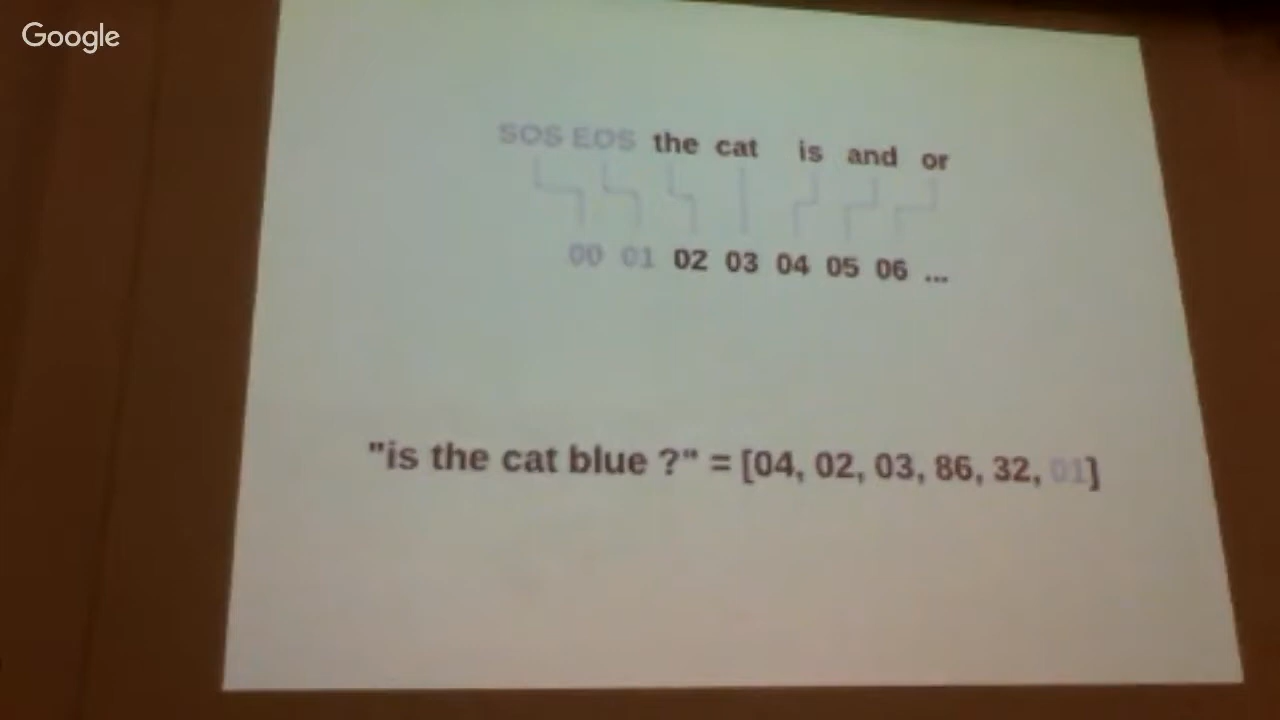 Google
SOS EOS the cat is and or
00 01 02 03 04 05 06 ...
"is the cat blue ?" = [04, 02, 03, 86, 32, 01]